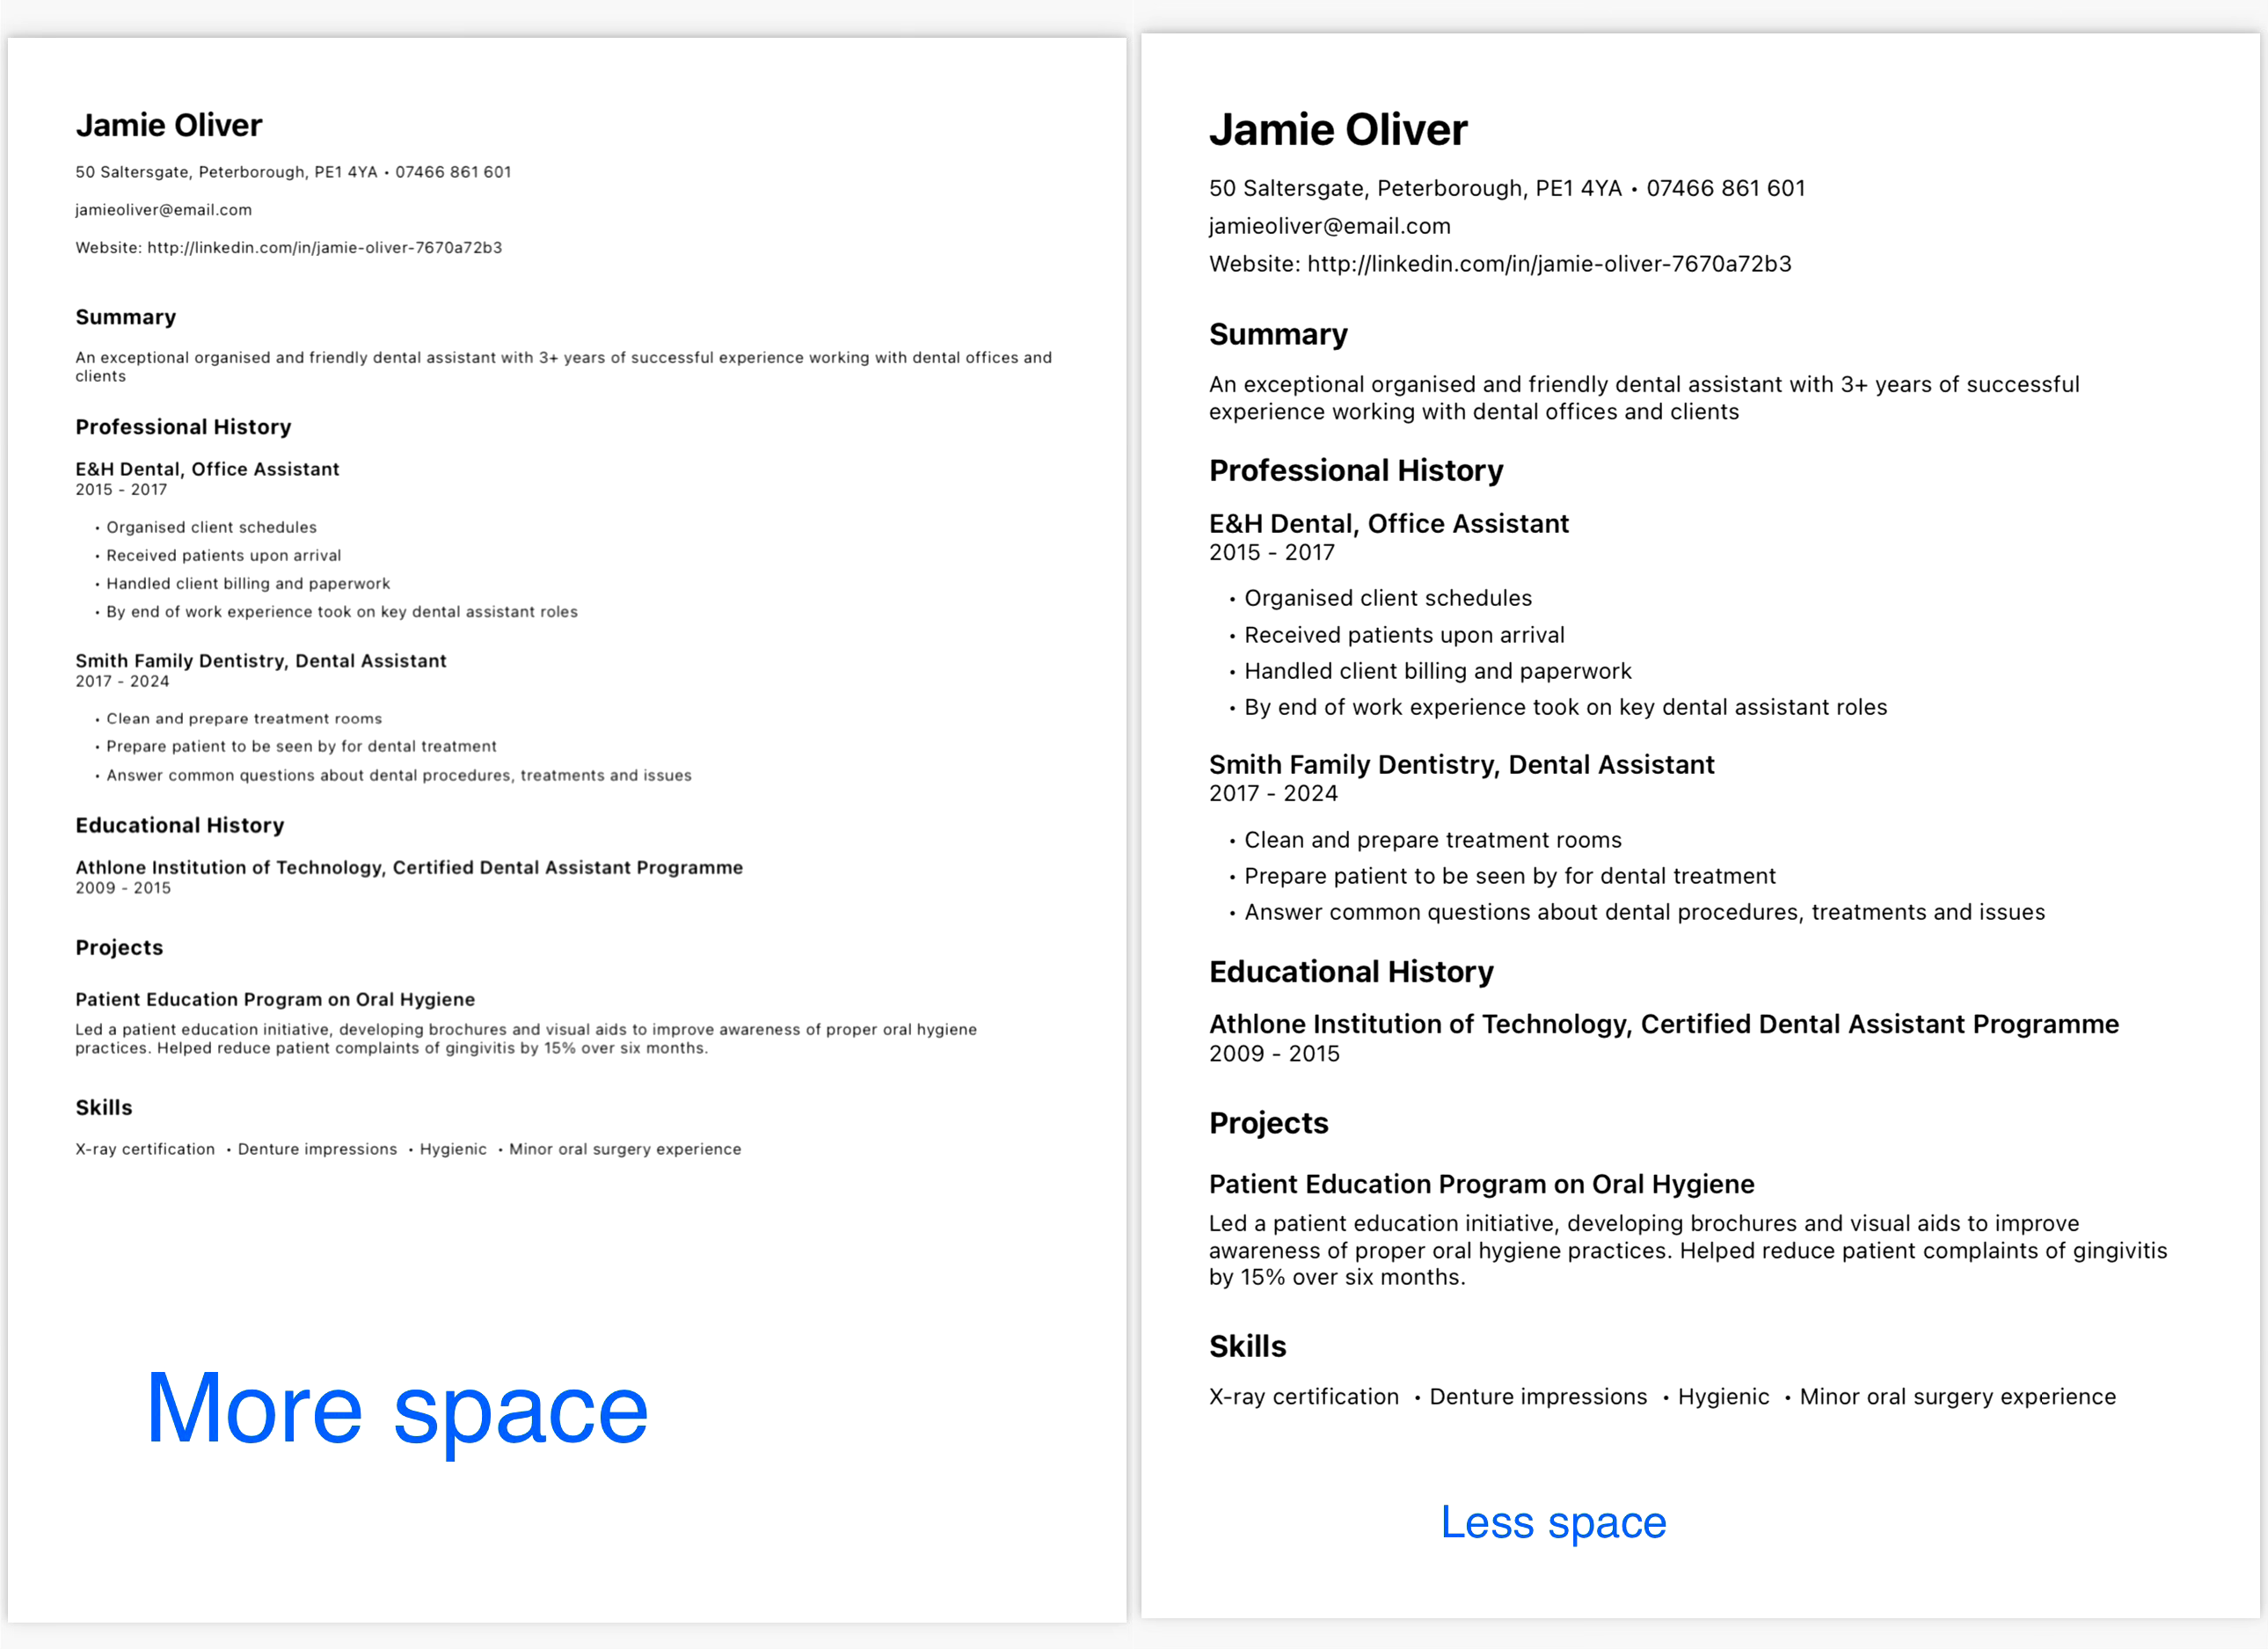 Jamie Oliver
50 Saltersgate, Peterborough, PE1 4YA • 07466 861 601
jamieoliver@email.com
Website: http://linkedin.com/in/jamie-oliver-7670a72b3
Summary
An exceptional organised and friendly dental assistant with 3+ years of successful experience working with dental offices and
clients
Professional History
E&H Dental, Office Assistant
2015 - 2017
• Organised client schedules
• Received patients upon arrival
• Handled client billing and paperwork
• By end of work experience took on key dental assistant roles
Smith Family Dentistry, Dental Assistant
2017 - 2024
• Clean and prepare treatment rooms
• Prepare patient to be seen by for dental treatment
• Answer common questions about dental procedures, treatments and issues
Educational History
Athlone Institution of Technology, Certified Dental Assistant Programme
2009 - 2015
Projects
Patient Education Program on Oral Hygiene
Led a patient education initiative, developing brochures and visual aids to improve awareness of proper oral hygiene
practices. Helped reduce patient complaints of gingivitis by 15% over six months.
Skills
X-ray certification • Denture impressions • Hygienic • Minor oral surgery experience
More space
Jamie Oliver
50 Saltersgate, Peterborough, PE1 4YA • 07466 861 601
jamieoliver@email.com
Website: http://linkedin.com/in/jamie-oliver-7670a72b3
Summary
An exceptional organised and friendly dental assistant with 3+ years of successful
experience working with dental offices and clients
Professional History
E&H Dental, Office Assistant
2015 - 2017
• Organised client schedules
• Received patients upon arrival
• Handled client billing and paperwork
• By end of work experience took on key dental assistant roles
Smith Family Dentistry, Dental Assistant
2017 - 2024
• Clean and prepare treatment rooms
• Prepare patient to be seen by for dental treatment
• Answer common questions about dental procedures, treatments and issues
Educational History
Athlone Institution of Technology, Certified Dental Assistant Programme
2009 - 2015
Projects
Patient Education Program on Oral Hygiene
Led a patient education initiative, developing brochures and visual aids to improve
awareness of proper oral hygiene practices. Helped reduce patient complaints of gingivitis
by 15% over six months.
Skills
X-ray certification • Denture impressions • Hygienic • Minor oral surgery experience
Less space